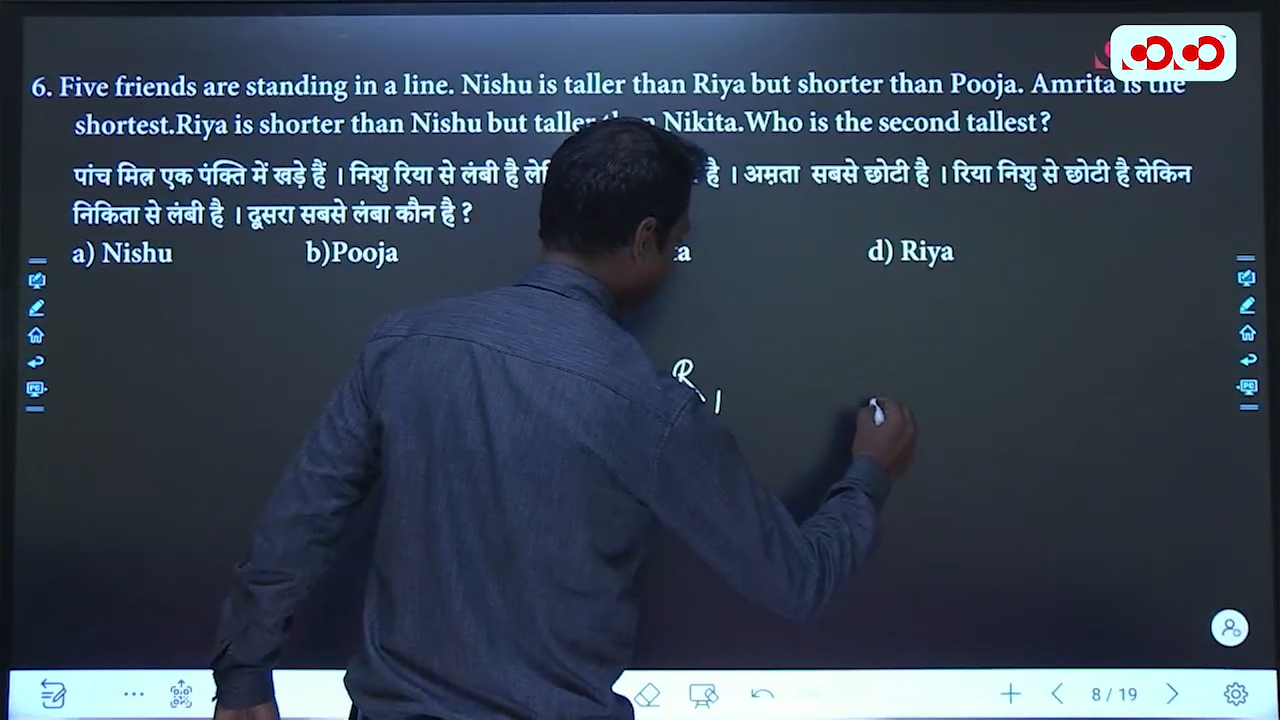 6. Five friends are standing in a line. Nishu is taller than Riya but shorter than Pooja. Amrita is the
shortest.Riya is shorter than Nishu but taller than Nikita.Who is the second tallest?
पांच मित्र एक पंक्ति में खड़े हैं । निशु रिया से लंबी है है । अम्रता सबसे छोटी है । रिया निशु से छोटी है लेकिन
निकिता से लंबी है । दूसरा सबसे लंबा कौन है ?
a) Nishu b)Pooja d) Riya
R
8 / 19